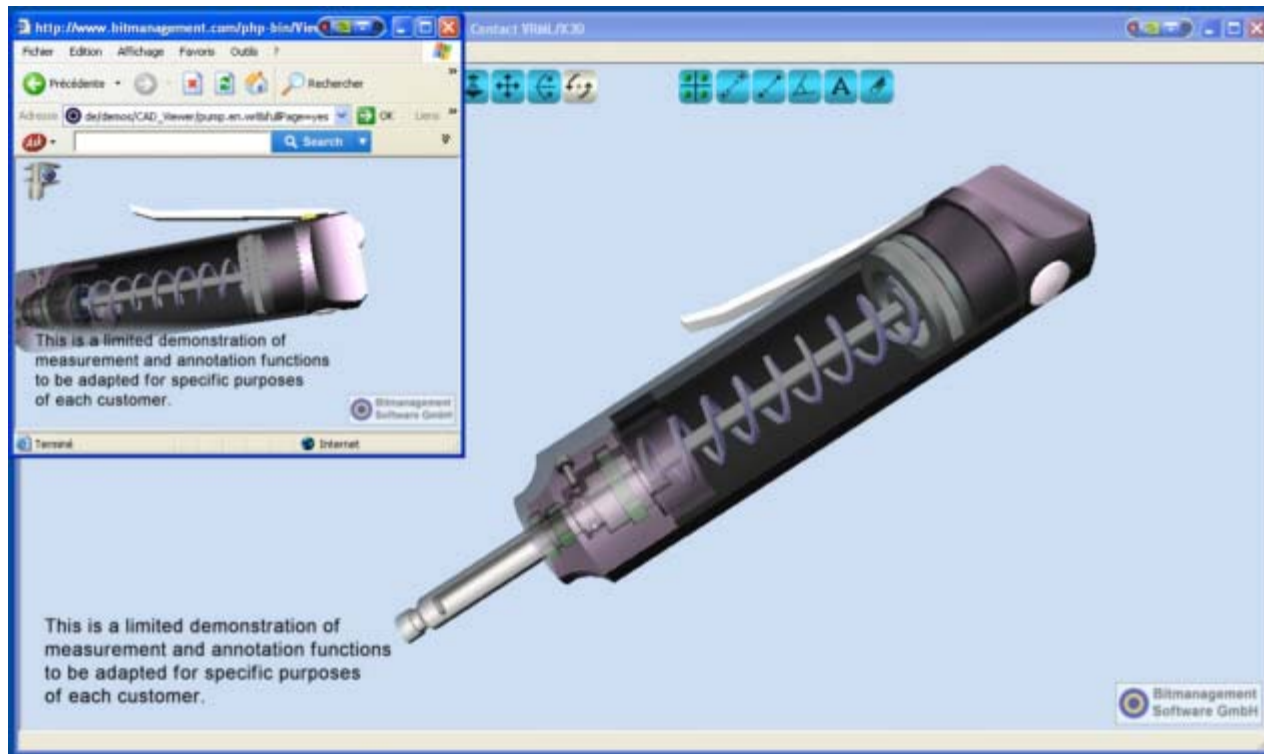 http://www.bitmanagement.com/php-bin/Vie
Contact VRML/X3D
Fichier Edition Affichage Favoris Outils ?
Précédente
Rechercher
Adresse de/demos/CAD_Viewer/pump.en.wrl&fullPage=yes OK Liens
Ask
Search
A
This is a limited demonstration of
measurement and annotation functions
to be adapted for specific purposes
of each customer.
Bitmanagement
Software GmbH
Terminé
Internet
This is a limited demonstration of
measurement and annotation functions
to be adapted for specific purposes
of each customer.
Bitmanagement
Software GmbH